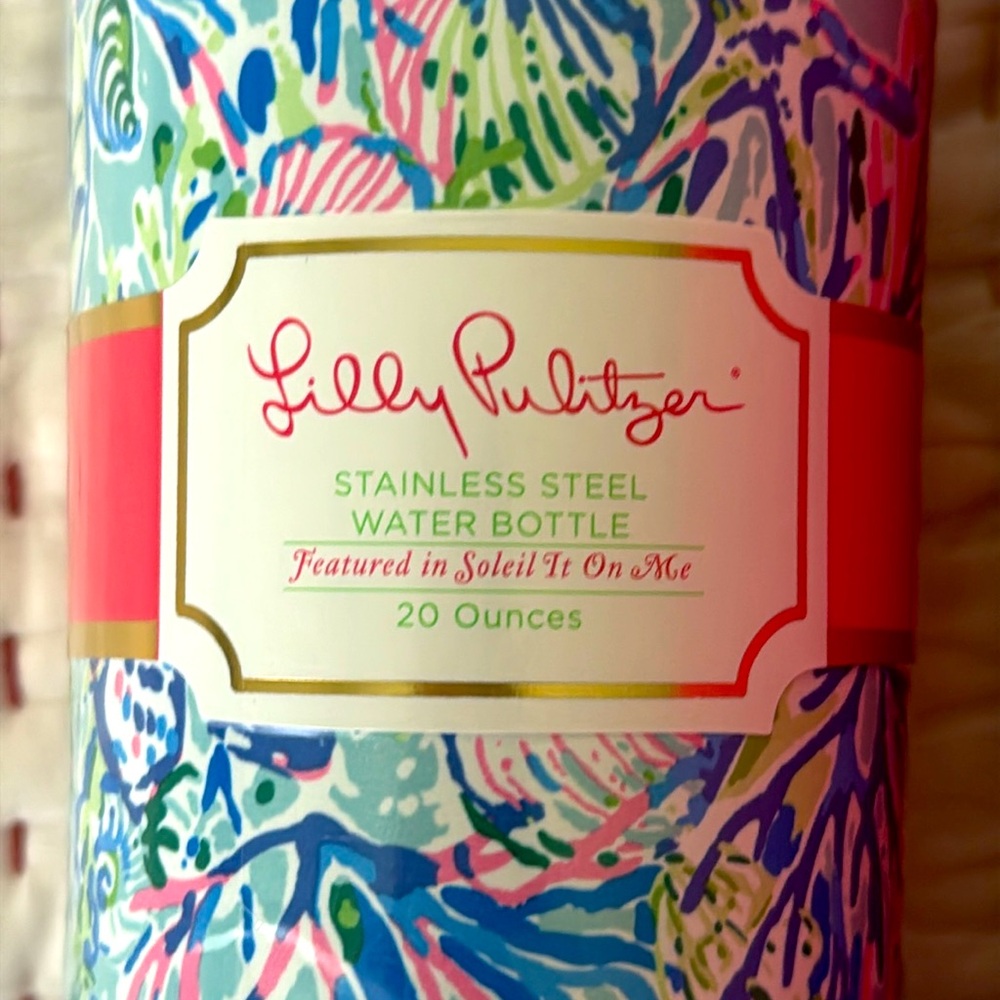 Lilly Pulitzer®
STAINLESS STEEL
WATER BOTTLE
Featured in Soleil It On Me
20 Ounces